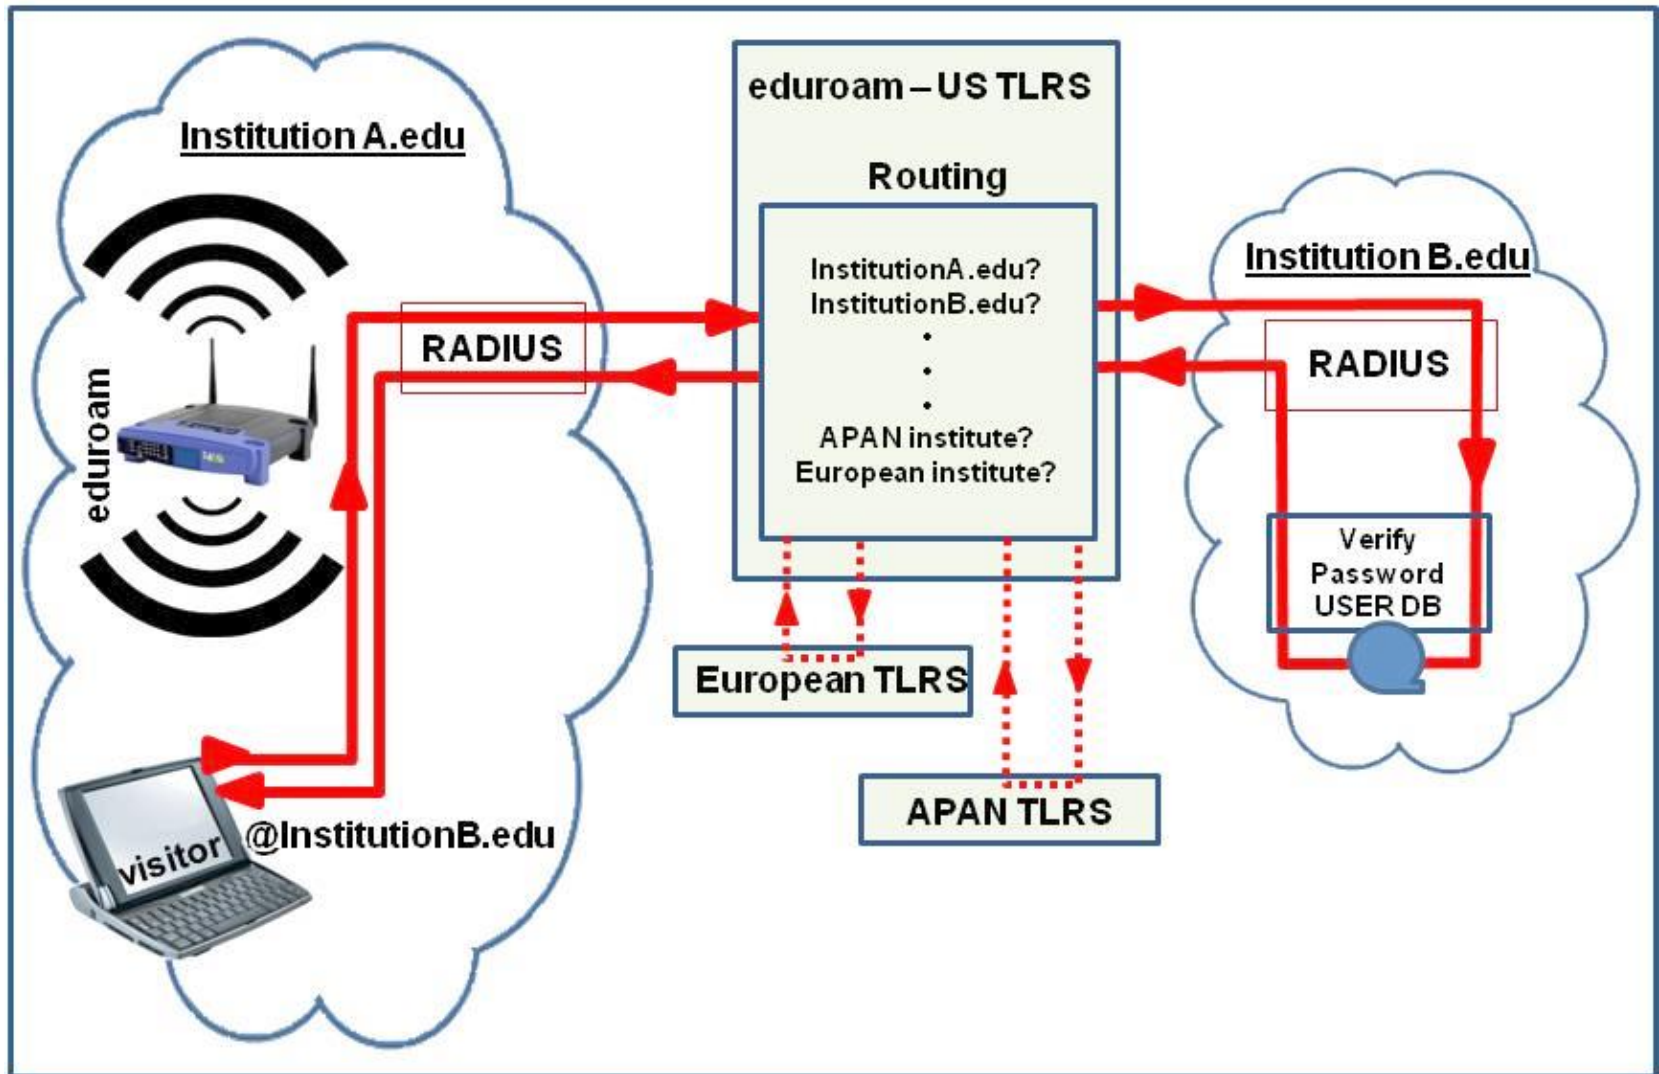 Institution A.edu
eduroam
RADIUS
visitor
@InstitutionB.edu
eduroam – US TLRS
Routing
InstitutionA.edu?
InstitutionB.edu?
APAN institute?
European institute?
European TLRS
APAN TLRS
Institution B.edu
RADIUS
Verify
Password
USER DB